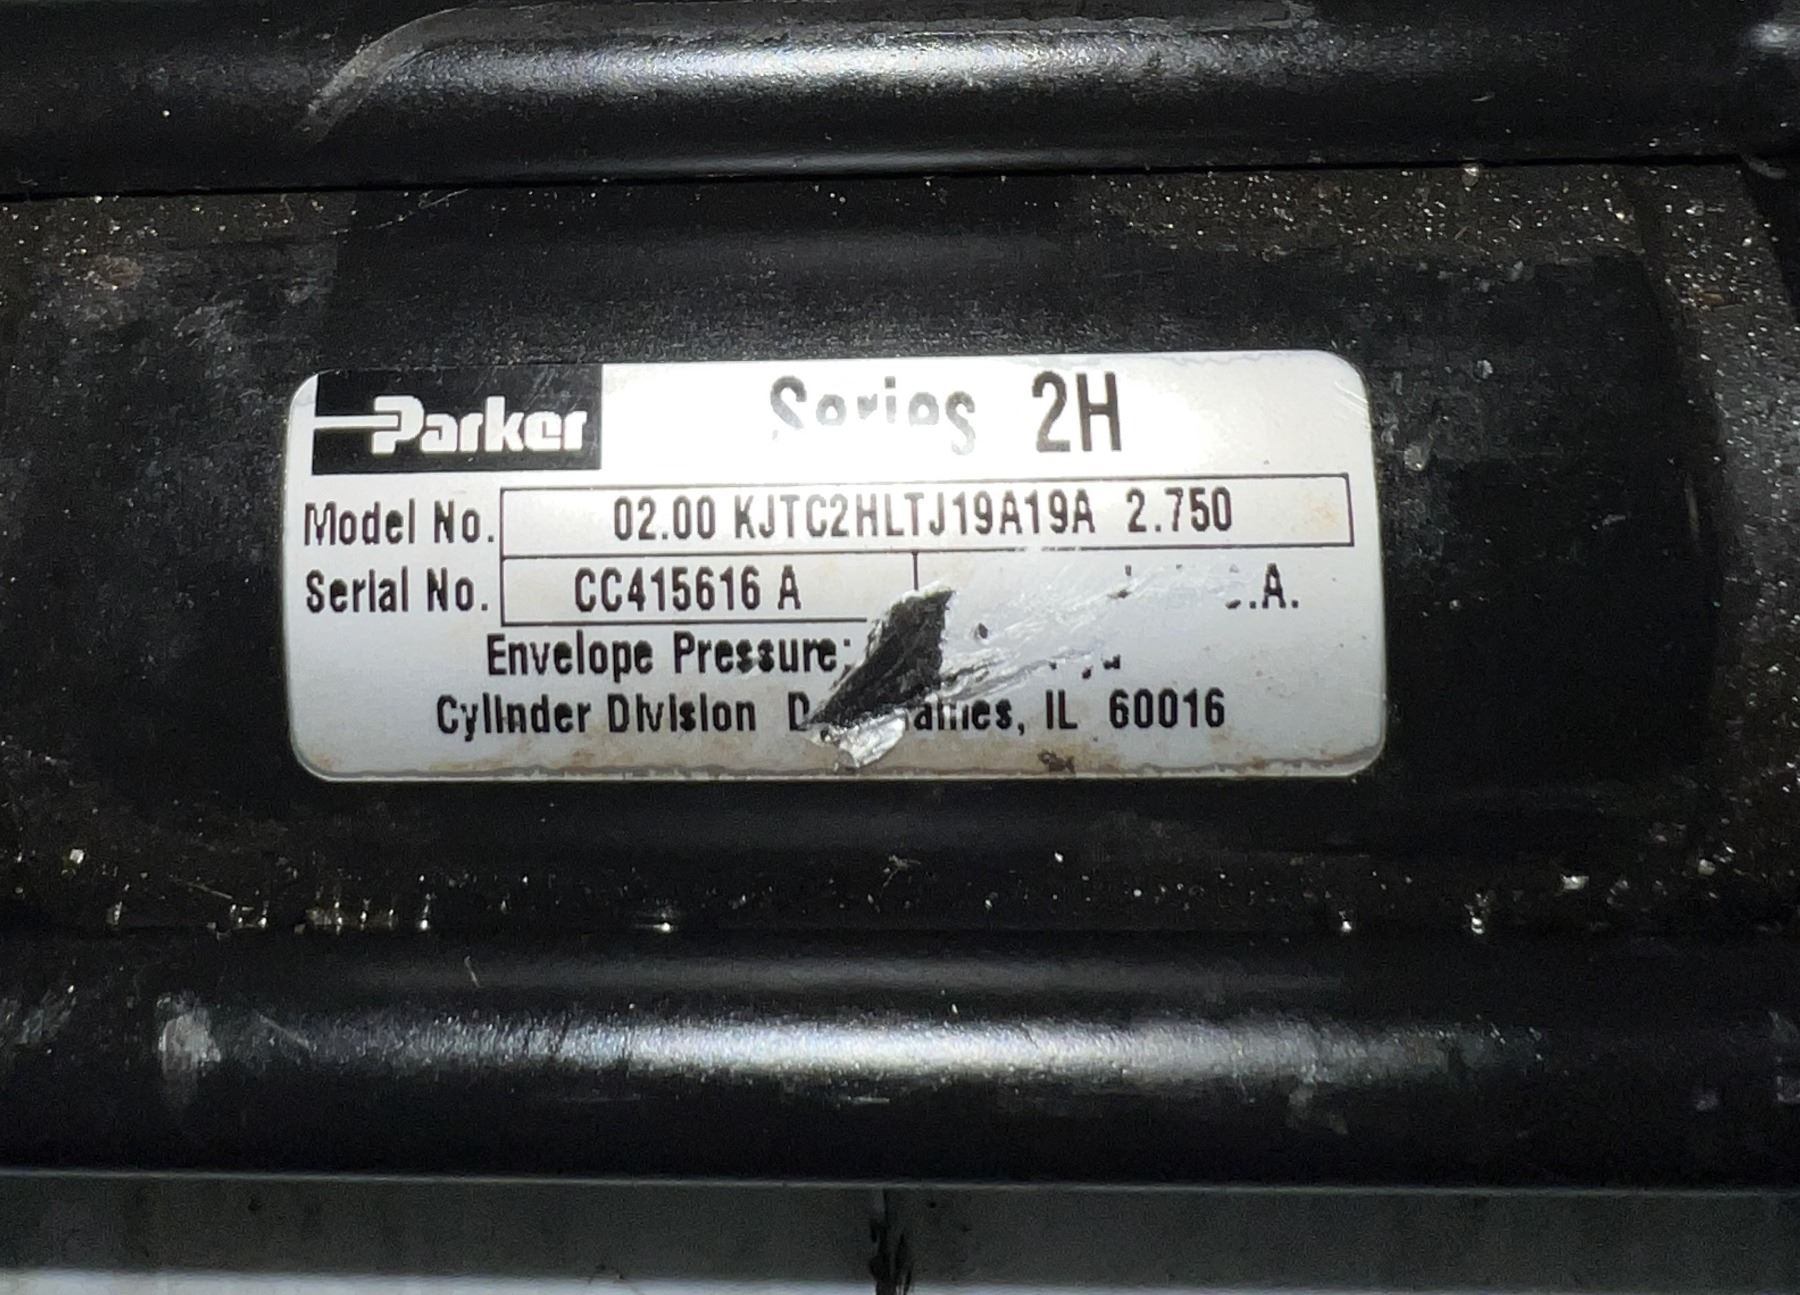 Parker
Series 2H
Model No. 02.00 KJTC2HLTJ19A19A 2.750
Serial No. CC415616 A
Envelope Pressure:
Cylinder Division IL 60016